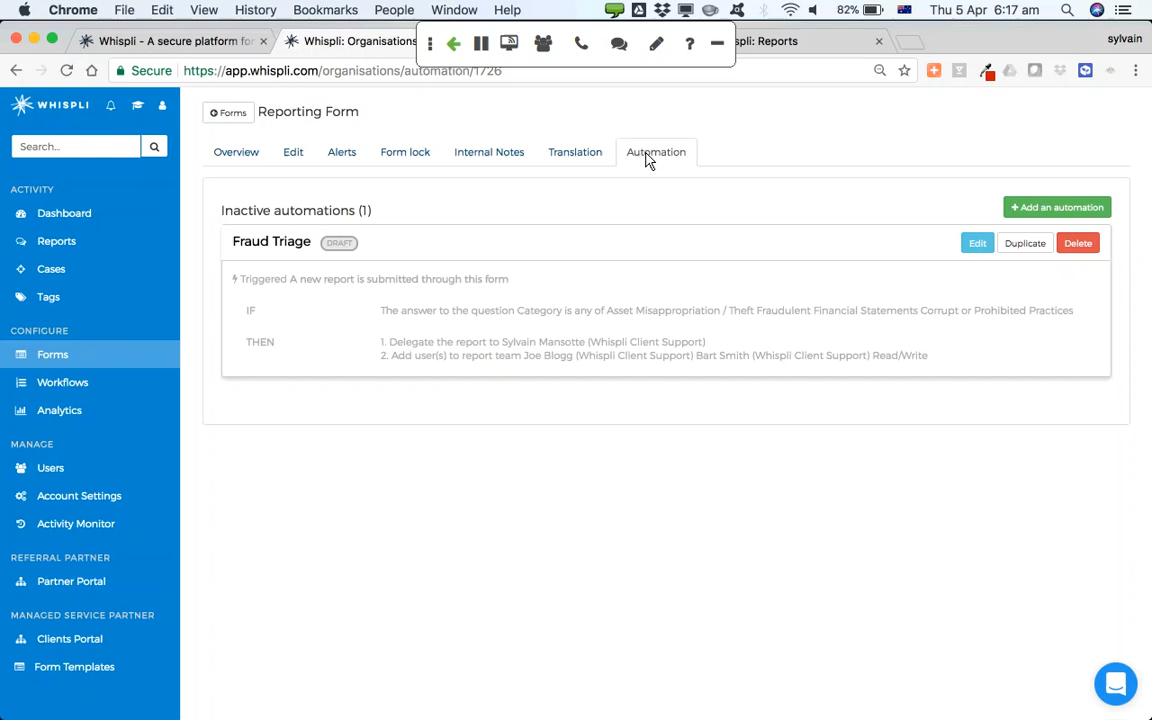 Chrome File Edit View History Bookmarks People Window Help 82% Thu 5 Apr 6:17 am
Whispli - A secure platform for Whispli: Organisations spli: Reports sylvain
Secure https://app.whispli.com/organisations/automation/1726
WHISPLI
Search...
ACTIVITY
Dashboard
Reports
Cases
Tags
CONFIGURE
Forms
Workflows
Analytics
MANAGE
Users
Account Settings
Activity Monitor
REFERRAL PARTNER
Partner Portal
MANAGED SERVICE PARTNER
Clients Portal
Form Templates
Forms Reporting Form
Overview Edit Alerts Form lock Internal Notes Translation Automation
Inactive automations (1) + Add an automation
Fraud Triage DRAFT Edit Duplicate Delete
Triggered A new report is submitted through this form
IF The answer to the question Category is any of Asset Misappropriation / Theft Fraudulent Financial Statements Corrupt or Prohibited Practices
THEN 1. Delegate the report to Sylvain Mansotte (Whispli Client Support)
2. Add user(s) to report team Joe Blogg (Whispli Client Support) Bart Smith (Whispli Client Support) Read/Write